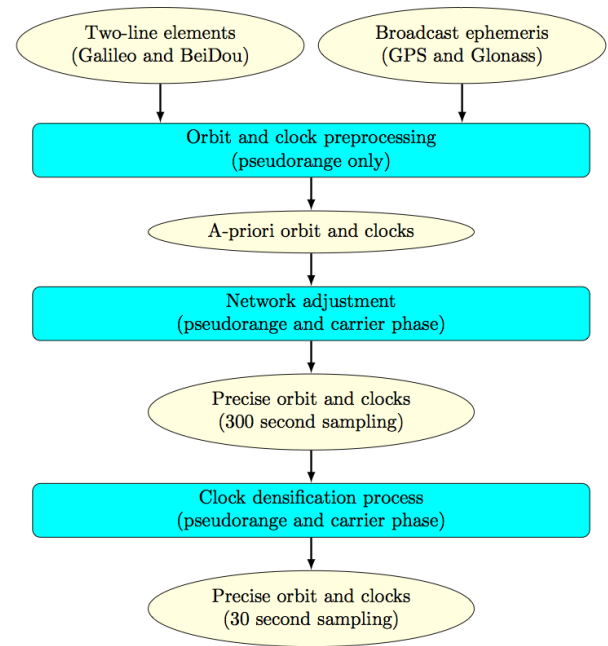 Two-line elements
(Galileo and BeiDou)
Broadcast ephemeris
(GPS and Glonass)
Orbit and clock preprocessing
(pseudorange only)
A-priori orbit and clocks
Network adjustment
(pseudorange and carrier phase)
Precise orbit and clocks
(300 second sampling)
Clock densification process
(pseudorange and carrier phase)
Precise orbit and clocks
(30 second sampling)